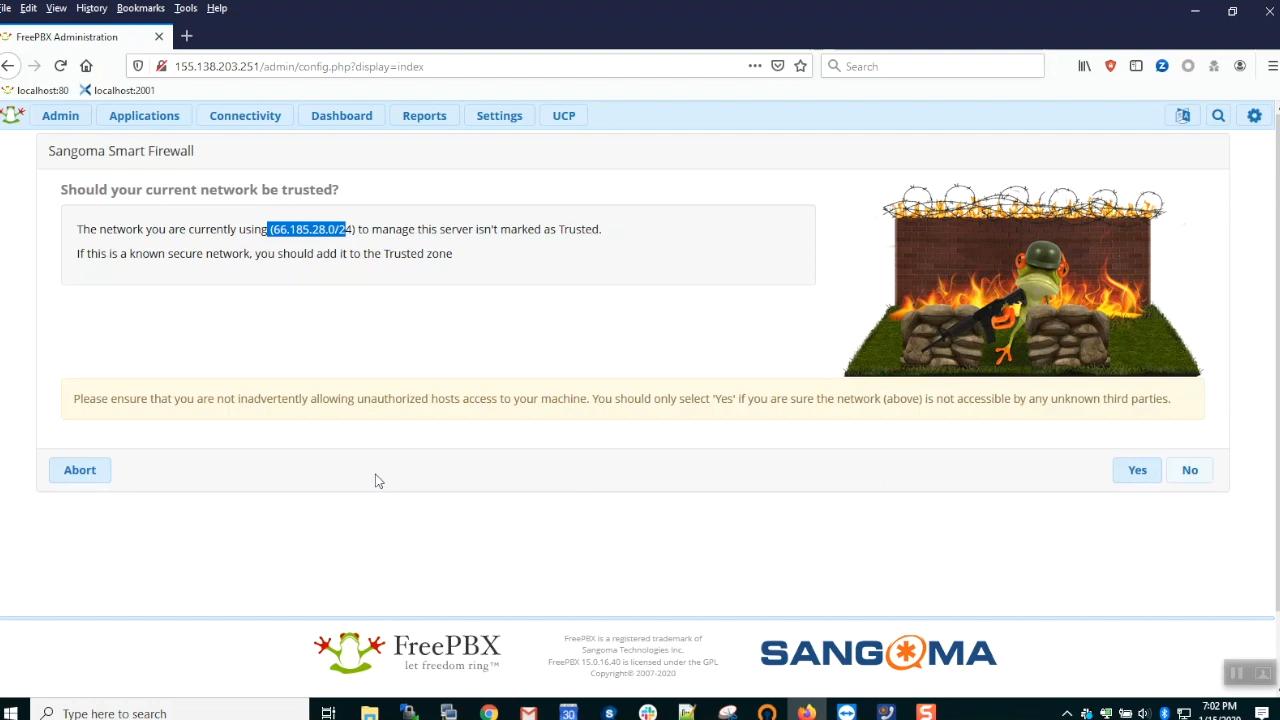 File Edit View History Bookmarks Tools Help
FreePBX Administration
155.138.203.251/admin/config.php?display=index
Search
localhost:80 localhost:2001
Admin Applications Connectivity Dashboard Reports Settings UCP
Sangoma Smart Firewall
Should your current network be trusted?
The network you are currently using (66.185.28.0/24) to manage this server isn't marked as Trusted.
If this is a known secure network, you should add it to the Trusted zone
Please ensure that you are not inadvertently allowing unauthorized hosts access to your machine. You should only select 'Yes' if you are sure the network (above) is not accessible by any unknown third parties.
Abort Yes No
FreePBX
let freedom ring™
FreePBX is a registered trademark of
Sangoma Technologies Inc.
FreePBX 15.0.16.40 is licensed under the GPL
Copyright© 2007-2020
SANGOMA
Type here to search
7:02 PM